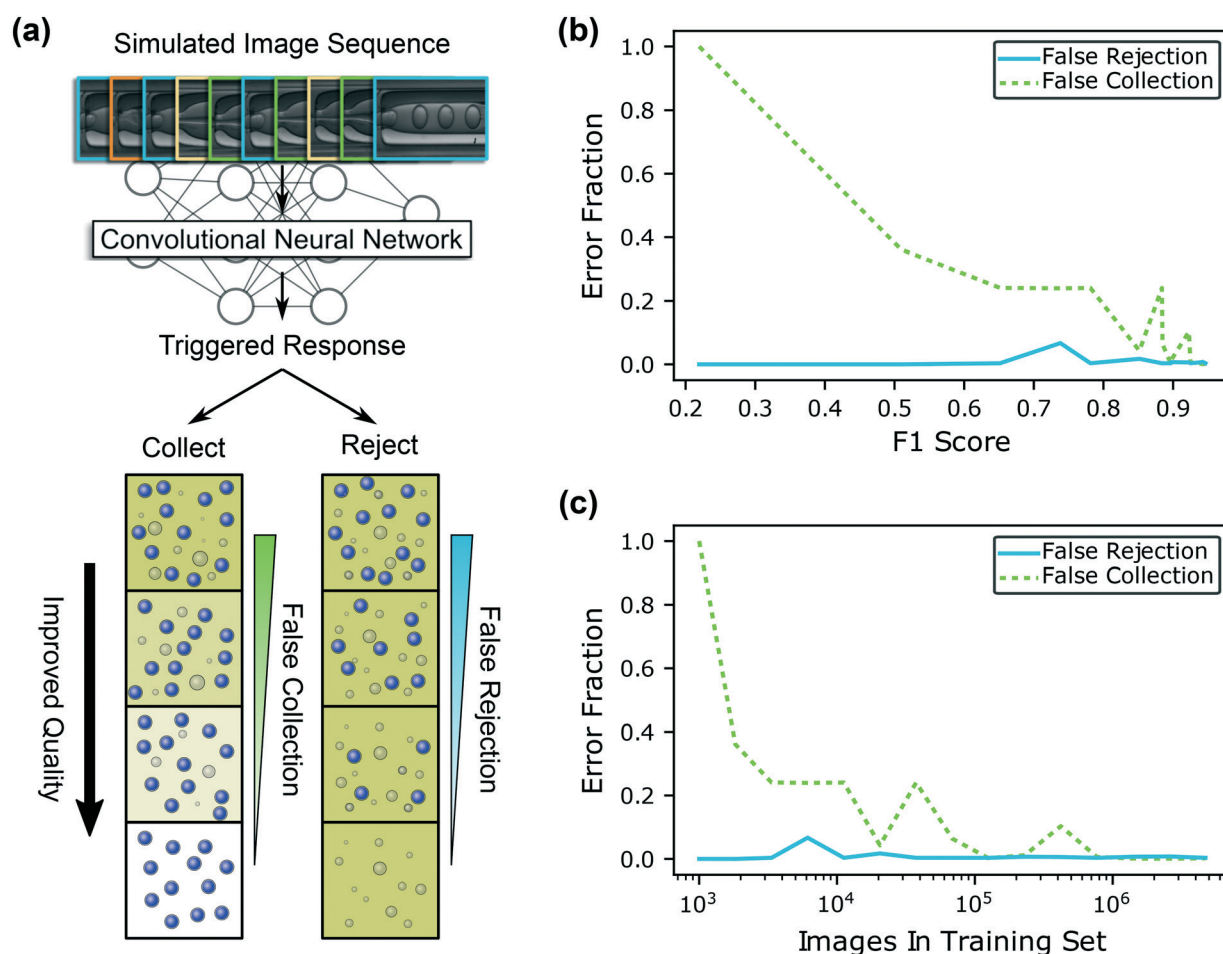 (a)
Simulated Image Sequence
Convolutional Neural Network
Triggered Response
Collect
Reject
Improved Quality
False Collection
False Rejection
(b)
False Rejection
False Collection
Error Fraction
1.0
0.8
0.6
0.4
0.2
0.0
0.2 0.3 0.4 0.5 0.6 0.7 0.8 0.9
F1 Score
(c)
False Rejection
False Collection
Error Fraction
1.0
0.8
0.6
0.4
0.2
0.0
10³ 10⁴ 10⁵ 10⁶
Images In Training Set